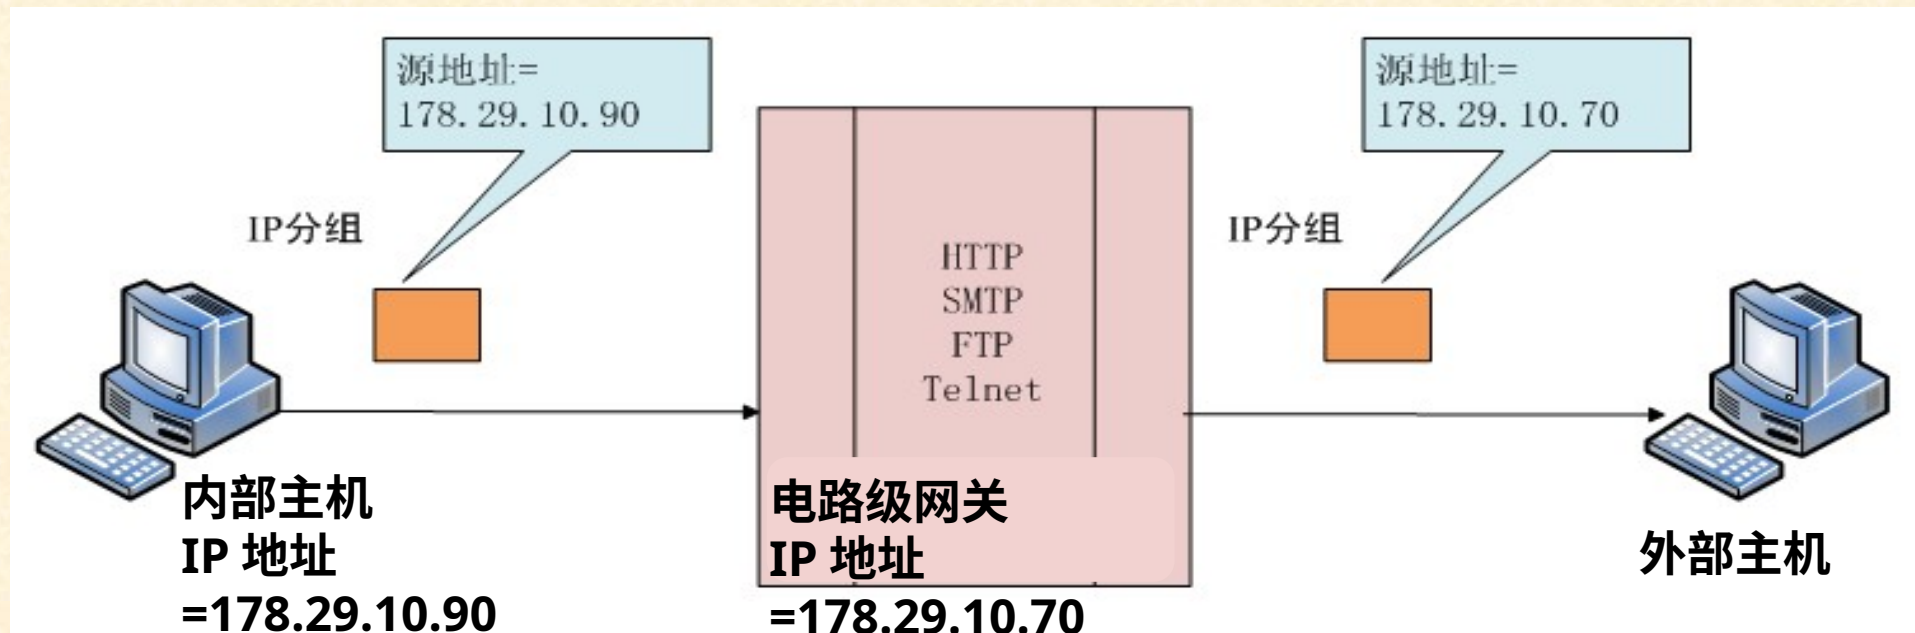 源地址=
178.29.10.90
源地址=
178.29.10.70
IP分组
IP分组
HTTP
SMTP
FTP
Telnet
内部主机
IP 地址
=178.29.10.90
电路级网关
IP 地址
=178.29.10.70
外部主机